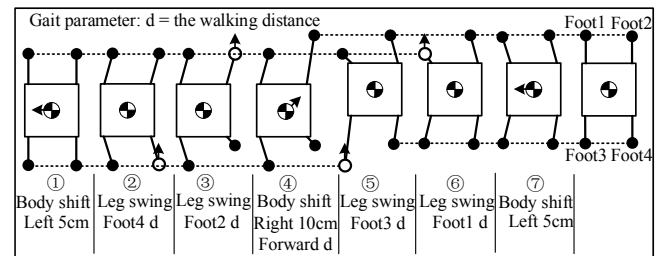 Gait parameter: d = the walking distance
Foot1 Foot2
Foot3 Foot4
① ② ③ ④ ⑤ ⑥ ⑦
Body shift Leg swing Leg swing Body shift Leg swing Leg swing Body shift
Left 5cm Foot4 d Foot2 d Right 10cm Foot3 d Foot1 d Left 5cm
Forward d